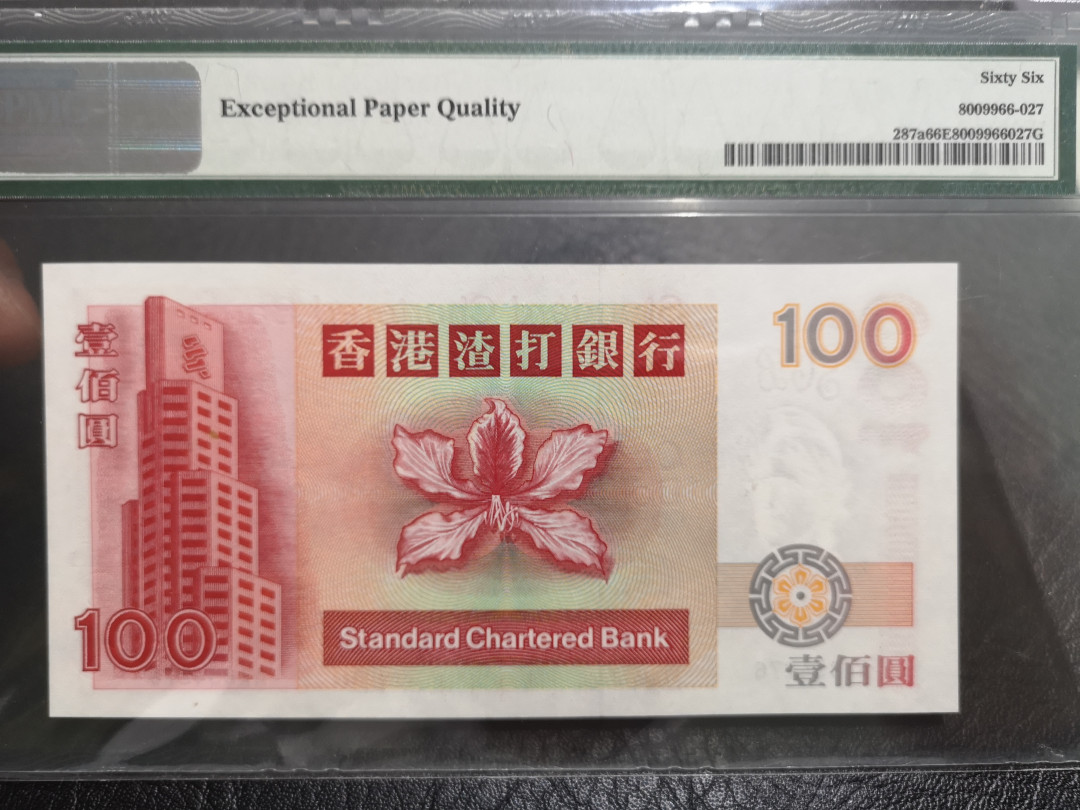 Exceptional Paper Quality
Sixty Six
8009966-027
287a66E8009966027G
壹佰圓
香港渣打銀行
100
100
Standard Chartered Bank
壹佰圓